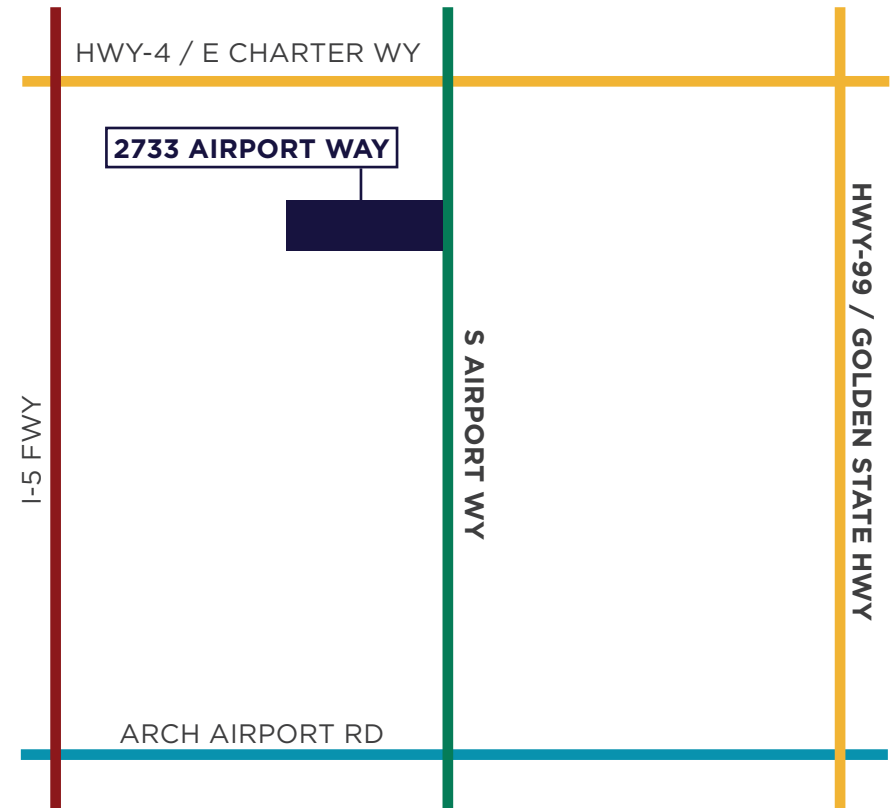 HWY-4 / E CHARTER WY
2733 AIRPORT WAY
HWY-99 / GOLDEN STATE HWY
S AIRPORT WY
I-5 FWY
ARCH AIRPORT RD